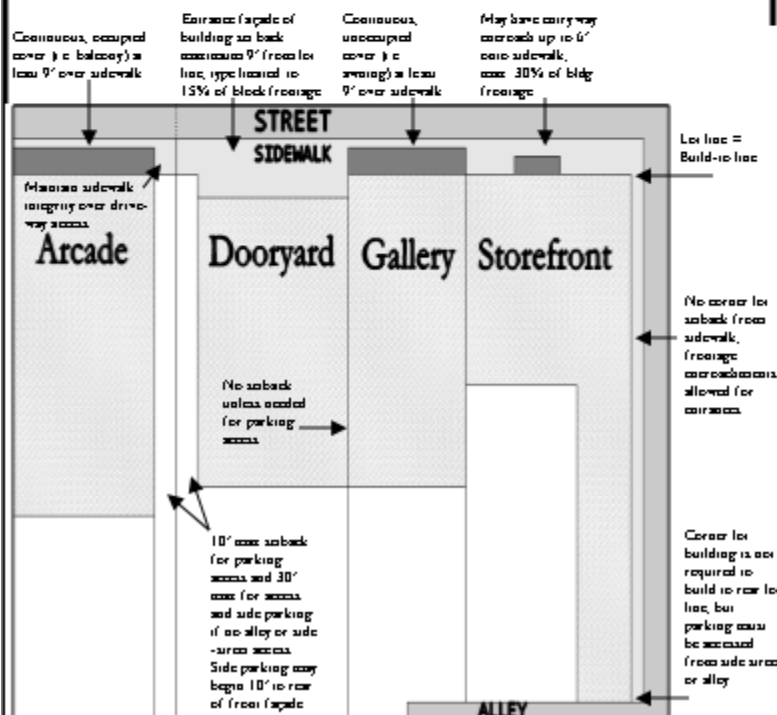 Continuous, occupied
cover (i.e. balcony) at
least 9' over sidewalk
Entrance façade of
building set back
maximum 9' from lot
line, type limited to
15% of block frontage
Continuous,
unoccupied
cover (i.e.
awning) at least
9' over sidewalk
May have entryway
encroach up to 6'
onto sidewalk,
max 30% of bldg
frontage
STREET
SIDEWALK
Lot line =
Build-to line
Maintain sidewalk
integrity over drive-
way access
Arcade
Dooryard
Gallery
Storefront
No corner lot
setback from
sidewalk,
frontage
encroachments
allowed for
entrances
No setback
unless needed
for parking
access
10' max setback
for parking
access and 30'
max for access
and side parking
if no alley or side
-street access
Side parking may
begin 10' to rear
of front façade
Corner lot
building is not
required to
build to rear lot
line, but
parking must
be accessed
from side street
or alley
ALLEY